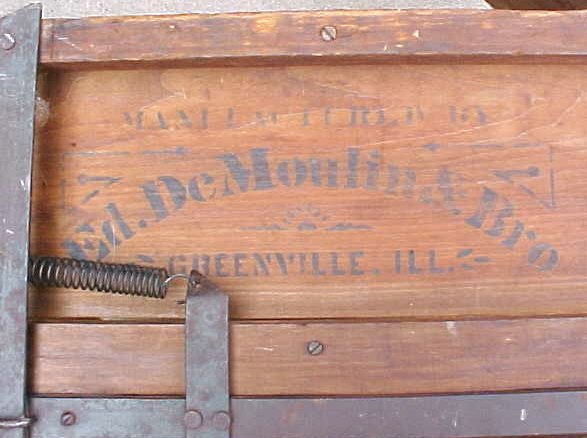 MANUFACTURED BY
Ed. DeMoulin & Bro
GREENVILLE, ILL.